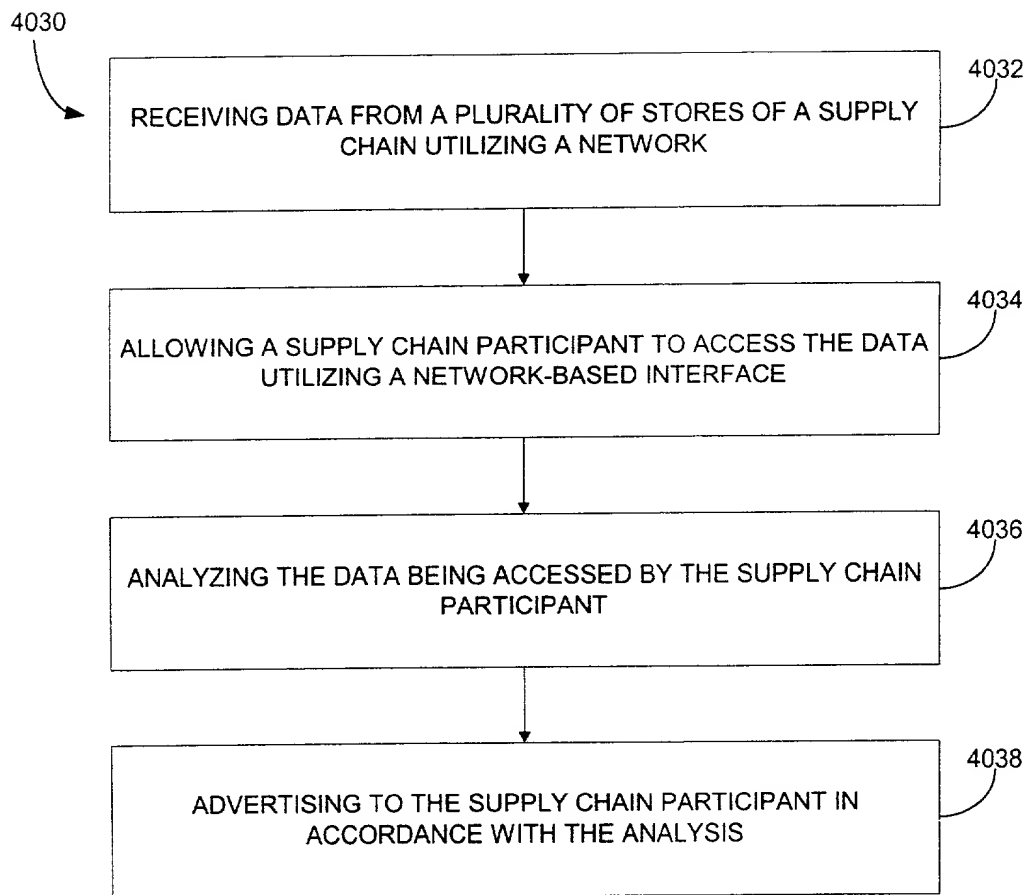 4030
4032
RECEIVING DATA FROM A PLURALITY OF STORES OF A SUPPLY
CHAIN UTILIZING A NETWORK
4034
ALLOWING A SUPPLY CHAIN PARTICIPANT TO ACCESS THE DATA
UTILIZING A NETWORK-BASED INTERFACE
4036
ANALYZING THE DATA BEING ACCESSED BY THE SUPPLY CHAIN
PARTICIPANT
4038
ADVERTISING TO THE SUPPLY CHAIN PARTICIPANT IN
ACCORDANCE WITH THE ANALYSIS